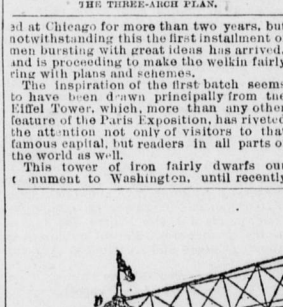 THE THREE-ARCH PLAN.
ed at Chicago for more than two years, but
notwithstanding this the first installment o
men bursting with great ideas has arrived,
and is proceeding to make the welkin fairly
ring with plans and schemes.
The inspiration of the first batch seems
to have been drawn principally from the
Eiffel Tower, which, more than any other
feature of the Paris Exposition, has riveted
the attention not only of visitors to that
famous capital, but readers in all parts o
the world as well.
This tower of iron fairly dwarfs our
monument to Washington, until recently